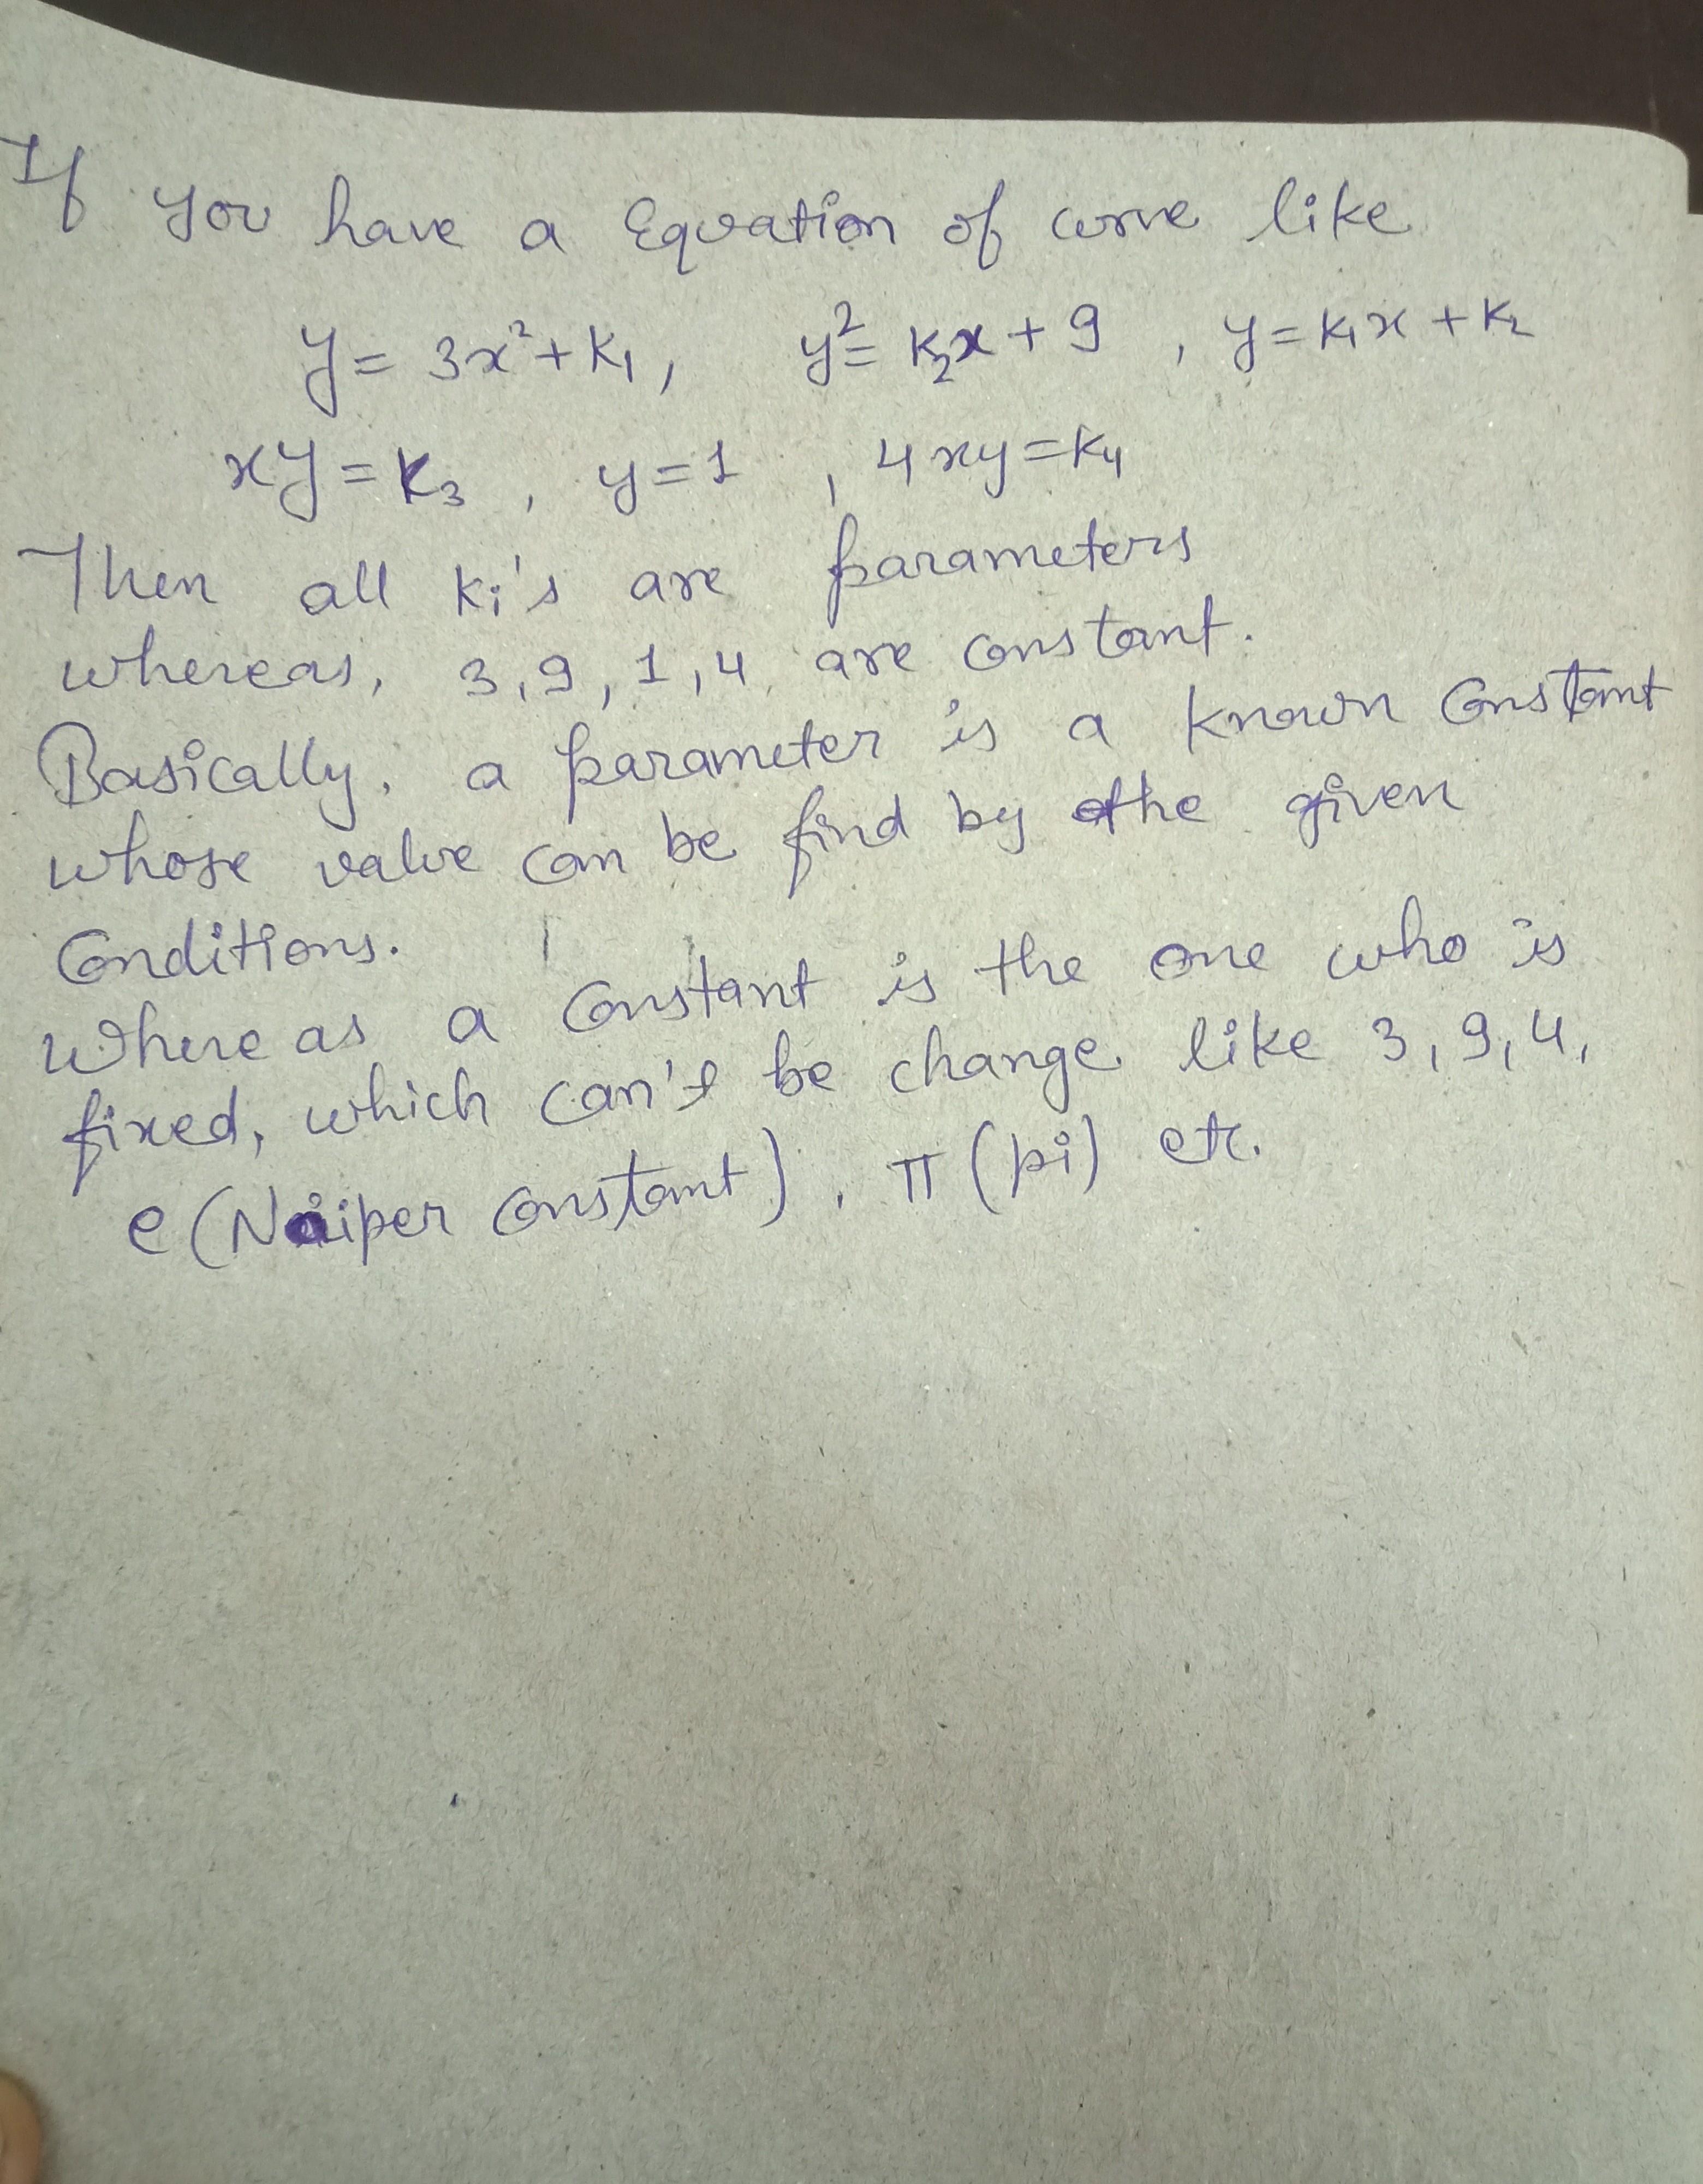 If you have a Equation of curve like
y = 3x² + k₁, y² = k₂x + 9, y = k₁x + k₂
xy = k₃, y = 1, 4xy = k₄
Then all ki's are parameters
whereas, 3, 9, 1, 4, are constant.
Basically, a parameter is a known Constant
whose value can be find by the given
Conditions.
Where as a Constant is the one who is
fixed, which can't be change like 3, 9, 4,
e (Naiper Constant), π (pi) etc.